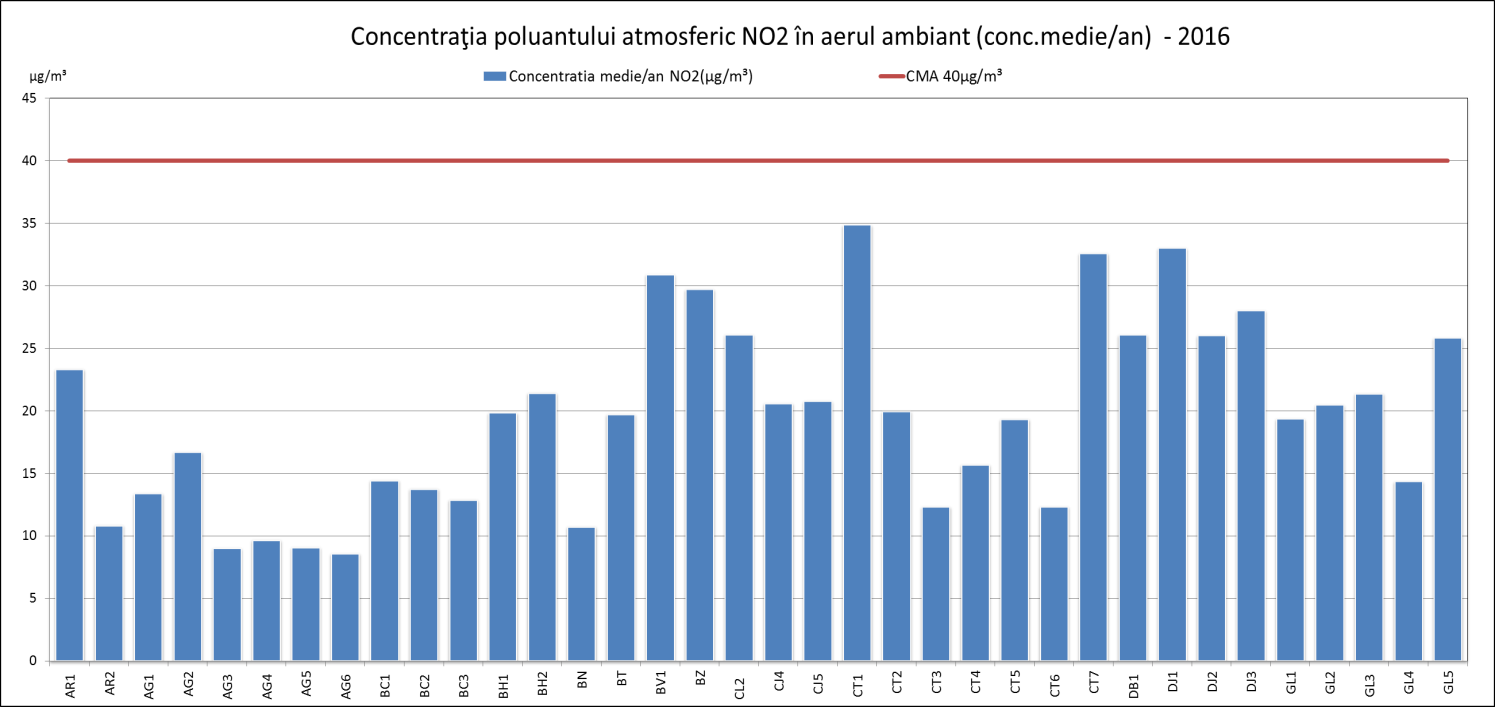 Concentraţia poluantului atmosferic NO2 în aerul ambiant (conc.medie/an) - 2016
µg/m³
Concentratia medie/an NO2(µg/m³)
CMA 40µg/m³
45
40
35
30
25
20
15
10
5
0
AR1
AR2
AG1
AG2
AG3
AG4
AG5
AG6
BC1
BC2
BC3
BH1
BH2
BN
BT
BV1
BZ
CL2
CJ4
CJ5
CT1
CT2
CT3
CT4
CT5
CT6
CT7
DB1
DJ1
DJ2
DJ3
GL1
GL2
GL3
GL4
GL5